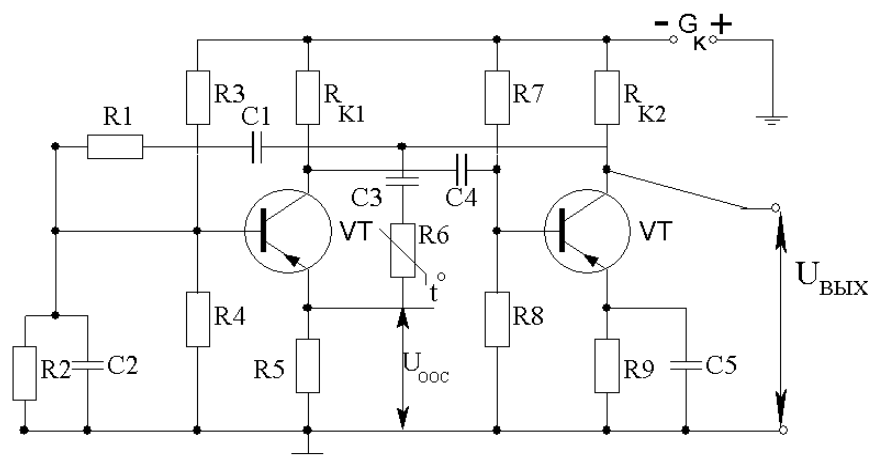 - G +
K
R3
R
K1
R7
R
K2
R1
C1
C3
C4
VT
R6
VT
t°
U ВЫХ
R2
C2
R4
R5
U ООС
R8
R9
C5